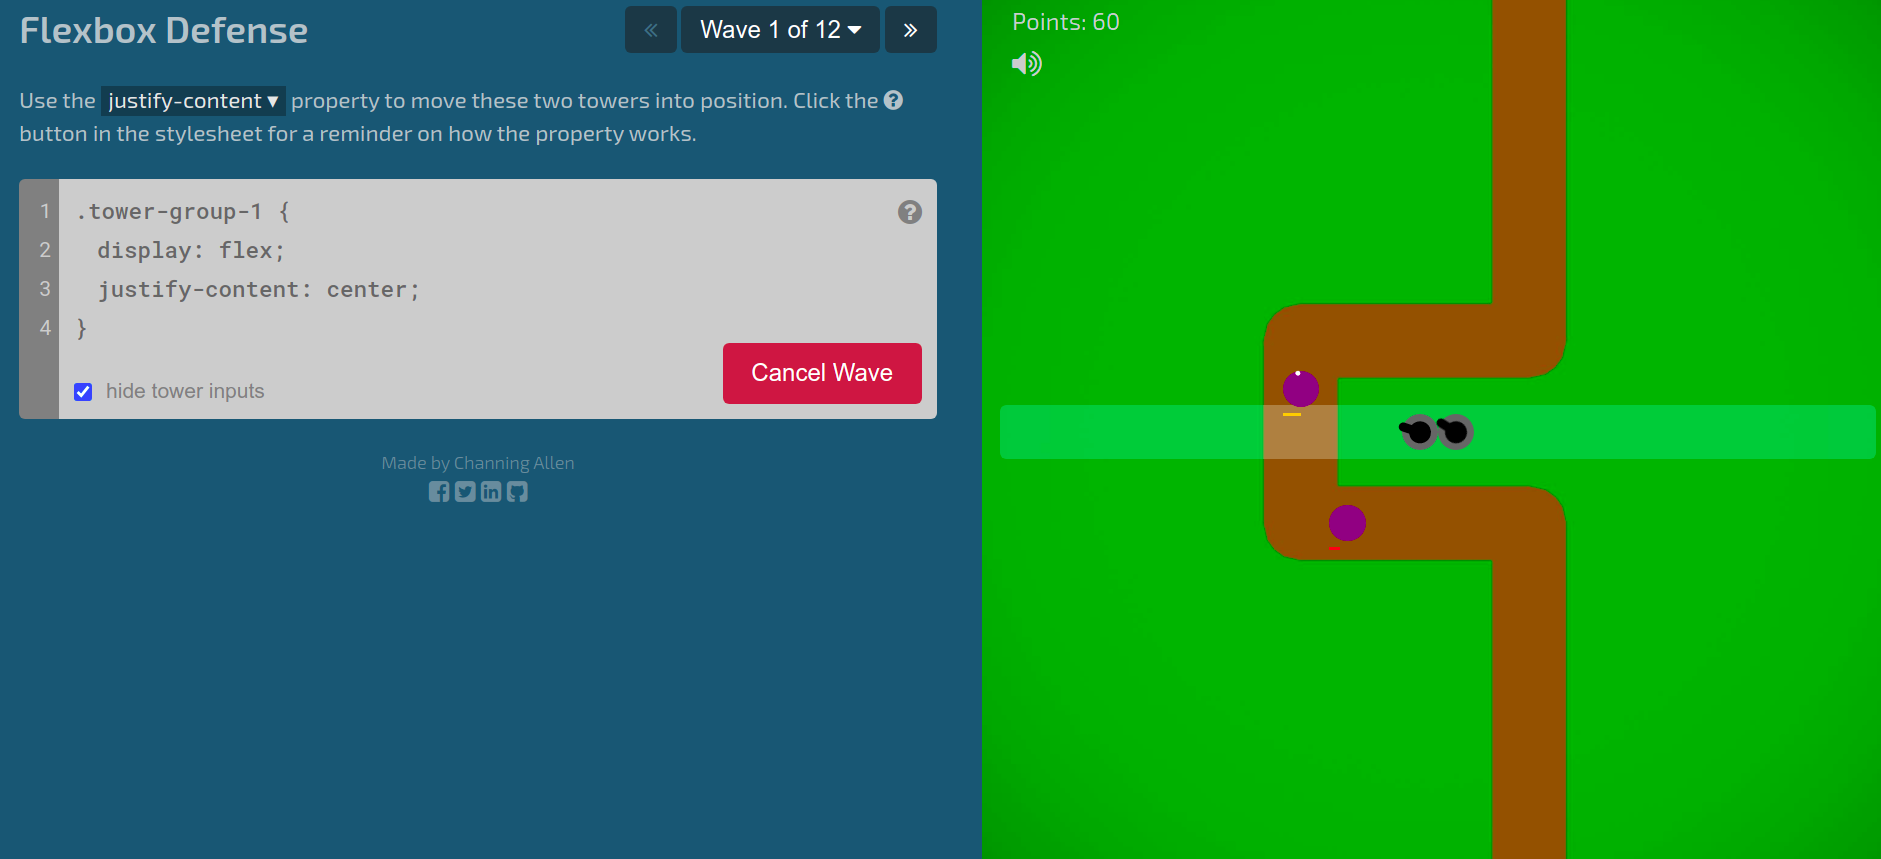 Flexbox Defense
« Wave 1 of 12 »
Points: 60
Use the justify-content ▾ property to move these two towers into position. Click the ?
button in the stylesheet for a reminder on how the property works.
1 .tower-group-1 { ?
2 display: flex;
3 justify-content: center;
4 }
Cancel Wave
hide tower inputs
Made by Channing Allen